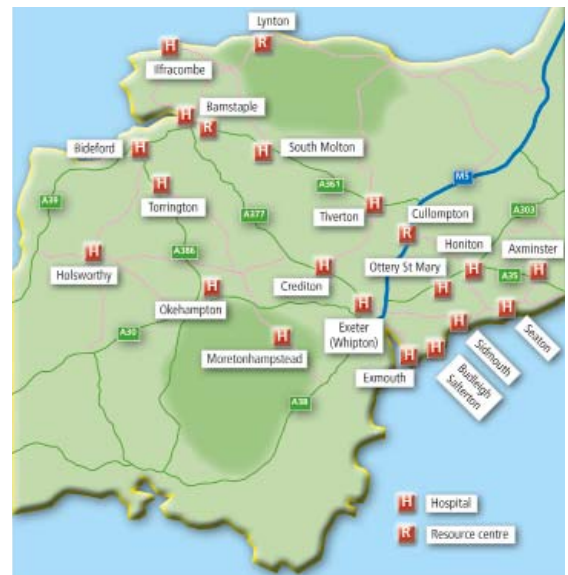 Lynton
H
R
Ilfracombe
Barnstaple
H
R
Bideford
H
South Molton
H
M5
A361
A39
Torrington
H
A377
Tiverton
H
Cullompton
R
A303
Honiton
H
Axminster
H
A386
Holsworthy
H
Crediton
H
Ottery St Mary
H
A35
Okehampton
H
Exeter
(Whipton)
H
Seaton
H
A30
Moretonhampstead
H
Exmouth
H
Sidmouth
H
Budleigh
Salterton
H
A38
H
Hospital
R
Resource centre